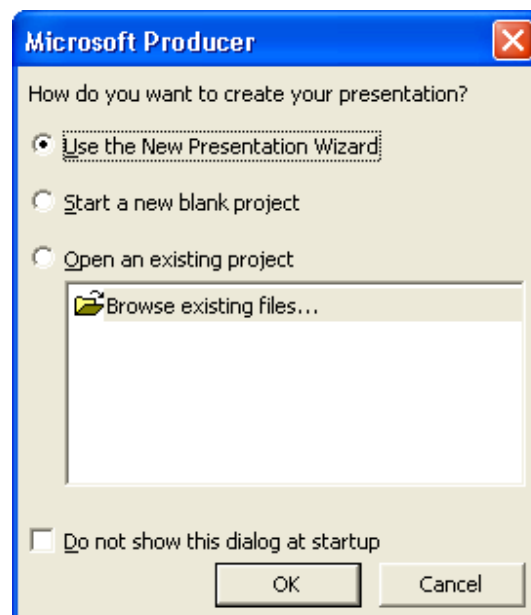 Microsoft Producer
How do you want to create your presentation?
Use the New Presentation Wizard
Start a new blank project
Open an existing project
Browse existing files...
Do not show this dialog at startup
OK Cancel